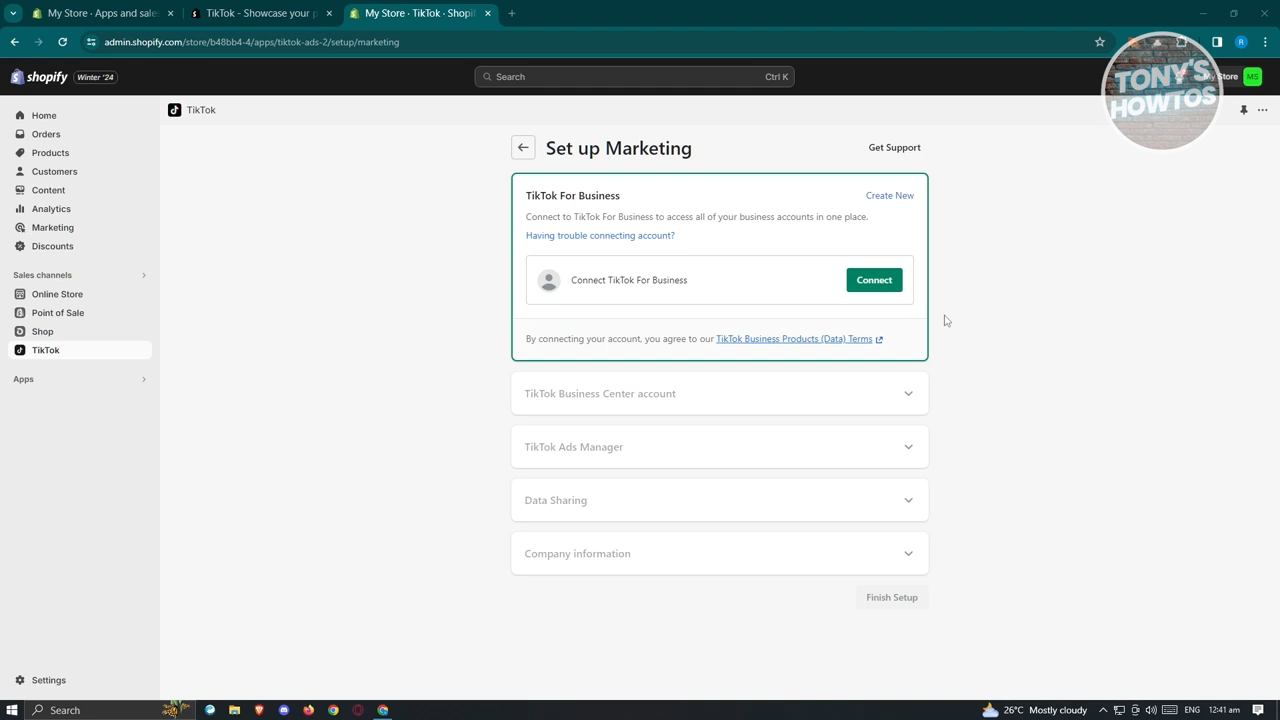 My Store · Apps and sale
TikTok - Showcase your p
My Store · TikTok · Shopif
admin.shopify.com/store/b48bb4-4/apps/tiktok-ads-2/setup/marketing
R
shopify
Winter '24
Search
Ctrl K
My Store
MS
TONY'S
HOWTOS
Home
Orders
Products
Customers
Content
Analytics
Marketing
Discounts
Sales channels
Online Store
Point of Sale
Shop
TikTok
Apps
Settings
TikTok
Set up Marketing
Get Support
TikTok For Business
Create New
Connect to TikTok For Business to access all of your business accounts in one place.
Having trouble connecting account?
Connect TikTok For Business
Connect
By connecting your account, you agree to our TikTok Business Products (Data) Terms
TikTok Business Center account
TikTok Ads Manager
Data Sharing
Company information
Finish Setup
Search
26°C Mostly cloudy
ENG
12:41 am